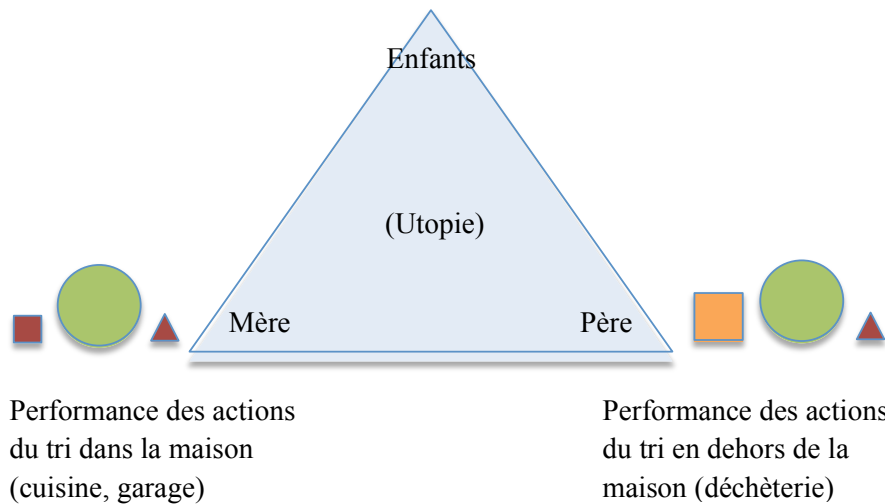 Enfants
(Utopie)
Mère
Père
Performance des actions
du tri dans la maison
(cuisine, garage)
Performance des actions
du tri en dehors de la
maison (déchèterie)